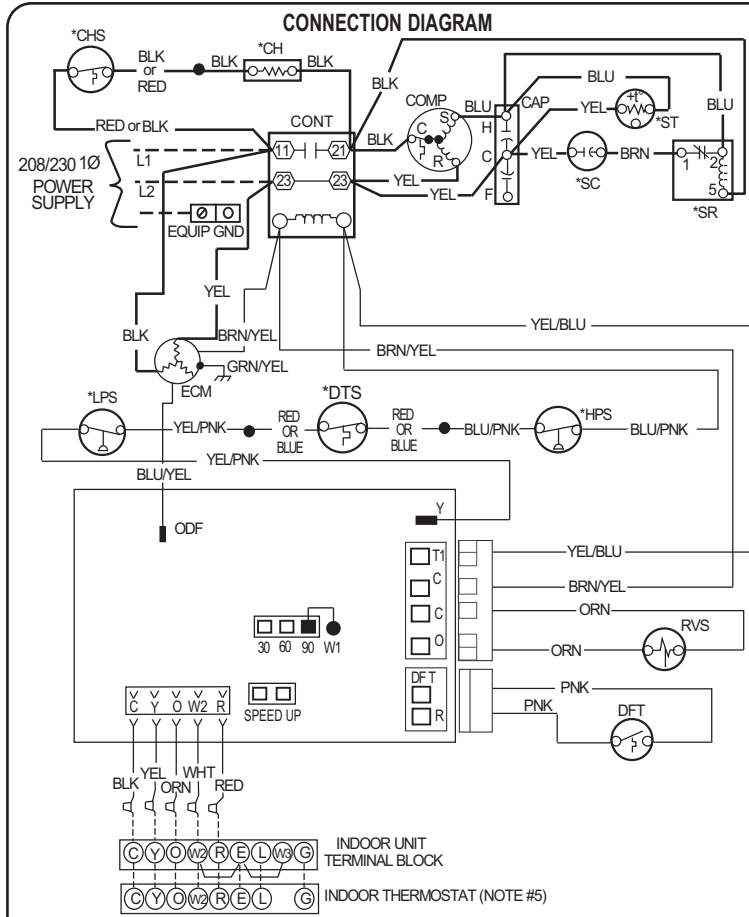 CONNECTION DIAGRAM
*CHS
BLK
or
RED
*CH
BLK
BLK
BLK
RED or BLK
CONT
COMP
BLU
CAP
BLU
+t°
*ST
BLU
S
H
YEL
C
BLK
11
21
C
YEL
BRN
1
2
R
*SC
5
*SR
208/230 1Ø
POWER
SUPPLY
L1
L2
23
23
YEL
YEL
F
EQUIP GND
YEL
BLK
BRN/YEL
YEL/BLU
BRN/YEL
GRN/YEL
ECM
*LPS
YEL/PNK
RED
OR
BLUE
*DTS
RED
OR
BLUE
BLU/PNK
*HPS
BLU/PNK
YEL/PNK
BLU/YEL
ODF
Y
T1
YEL/BLU
C
BRN/YEL
C
ORN
RVS
O
ORN
30 60 90 W1
DF T
PNK
R
PNK
DFT
C Y O W2 R
SPEED UP
BLK
YEL
ORN
WHT
RED
C Y O W2 R E L W3 G
INDOOR UNIT
TERMINAL BLOCK
C Y O W2 R E L G
INDOOR THERMOSTAT (NOTE #5)